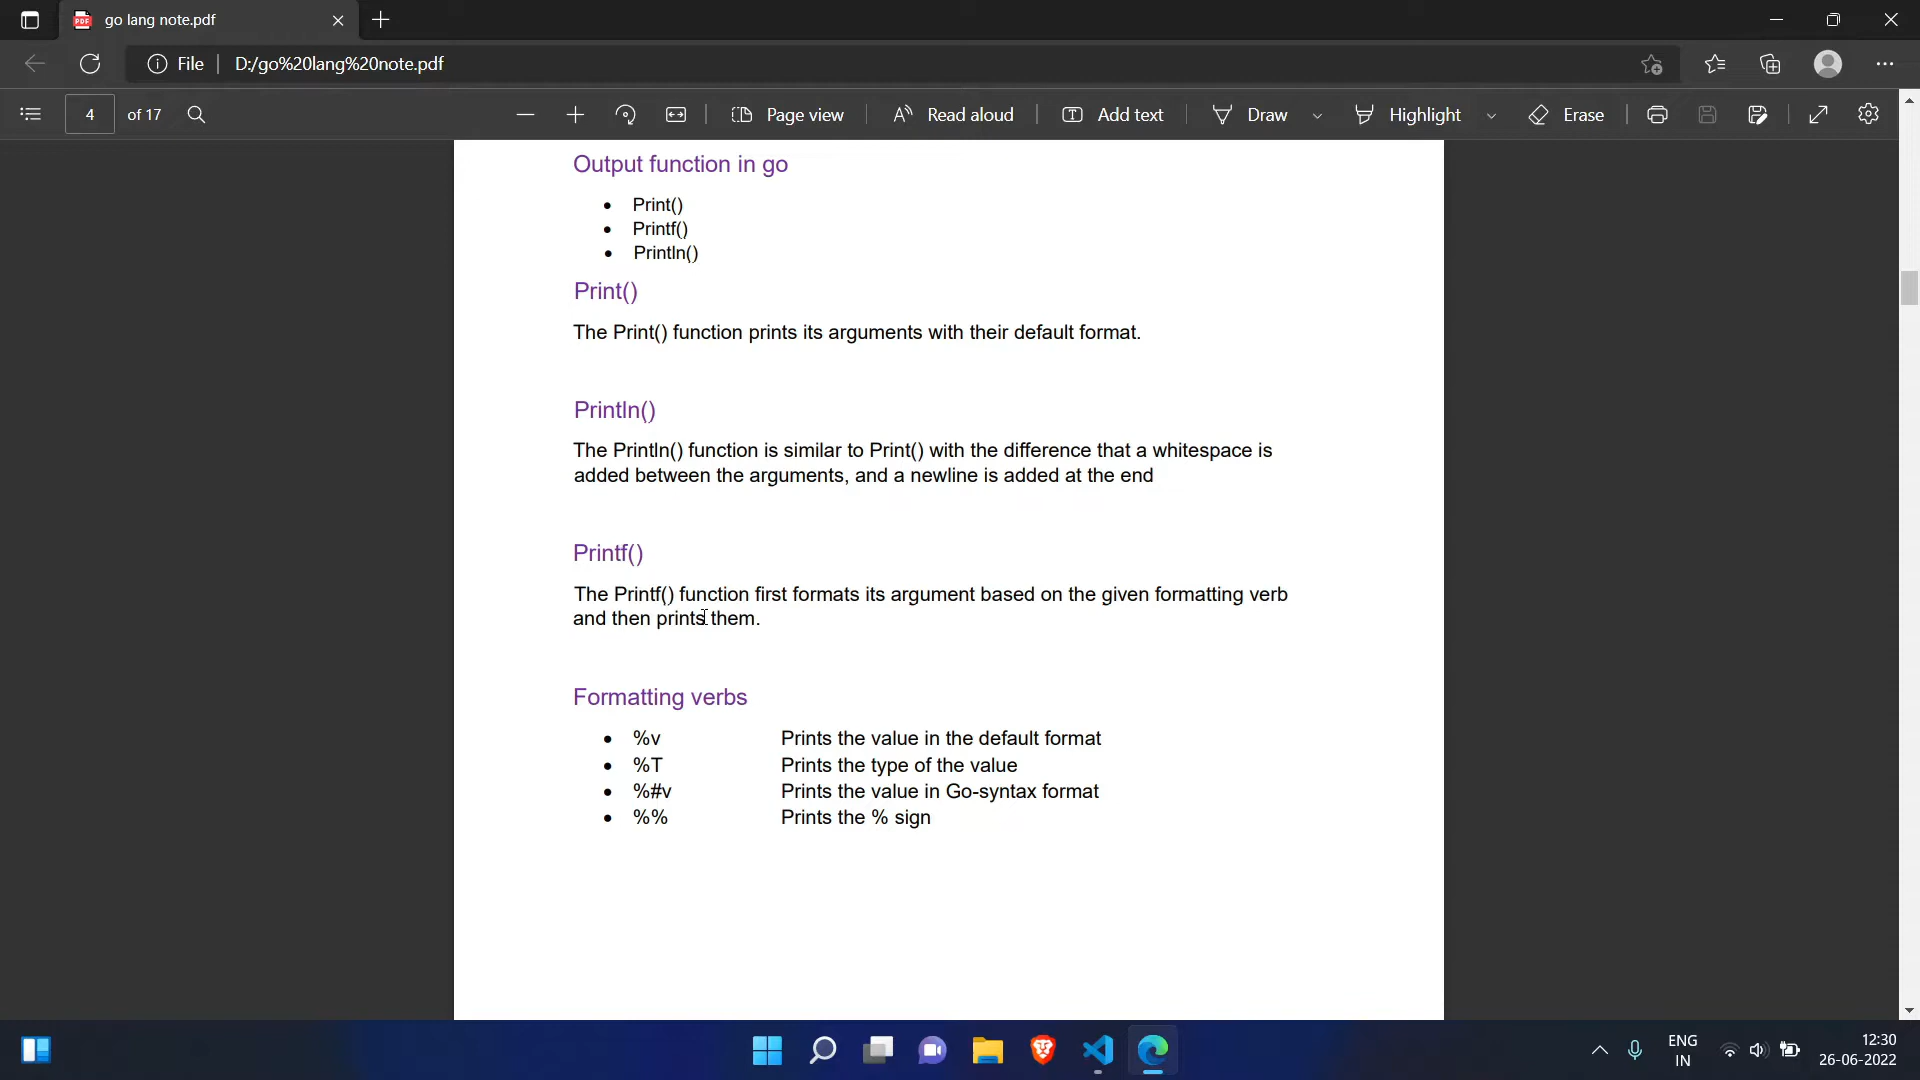 go lang note.pdf
File D:/go%20lang%20note.pdf
4 of 17 Page view Read aloud Add text Draw Highlight Erase
Output function in go
• Print()
• Printf()
• Println()
Print()
The Print() function prints its arguments with their default format.
Println()
The Println() function is similar to Print() with the difference that a whitespace is
added between the arguments, and a newline is added at the end
Printf()
The Printf() function first formats its argument based on the given formatting verb
and then prints them.
Formatting verbs
• %v Prints the value in the default format
• %T Prints the type of the value
• %#v Prints the value in Go-syntax format
• %% Prints the % sign
ENG
IN
12:30
26-06-2022